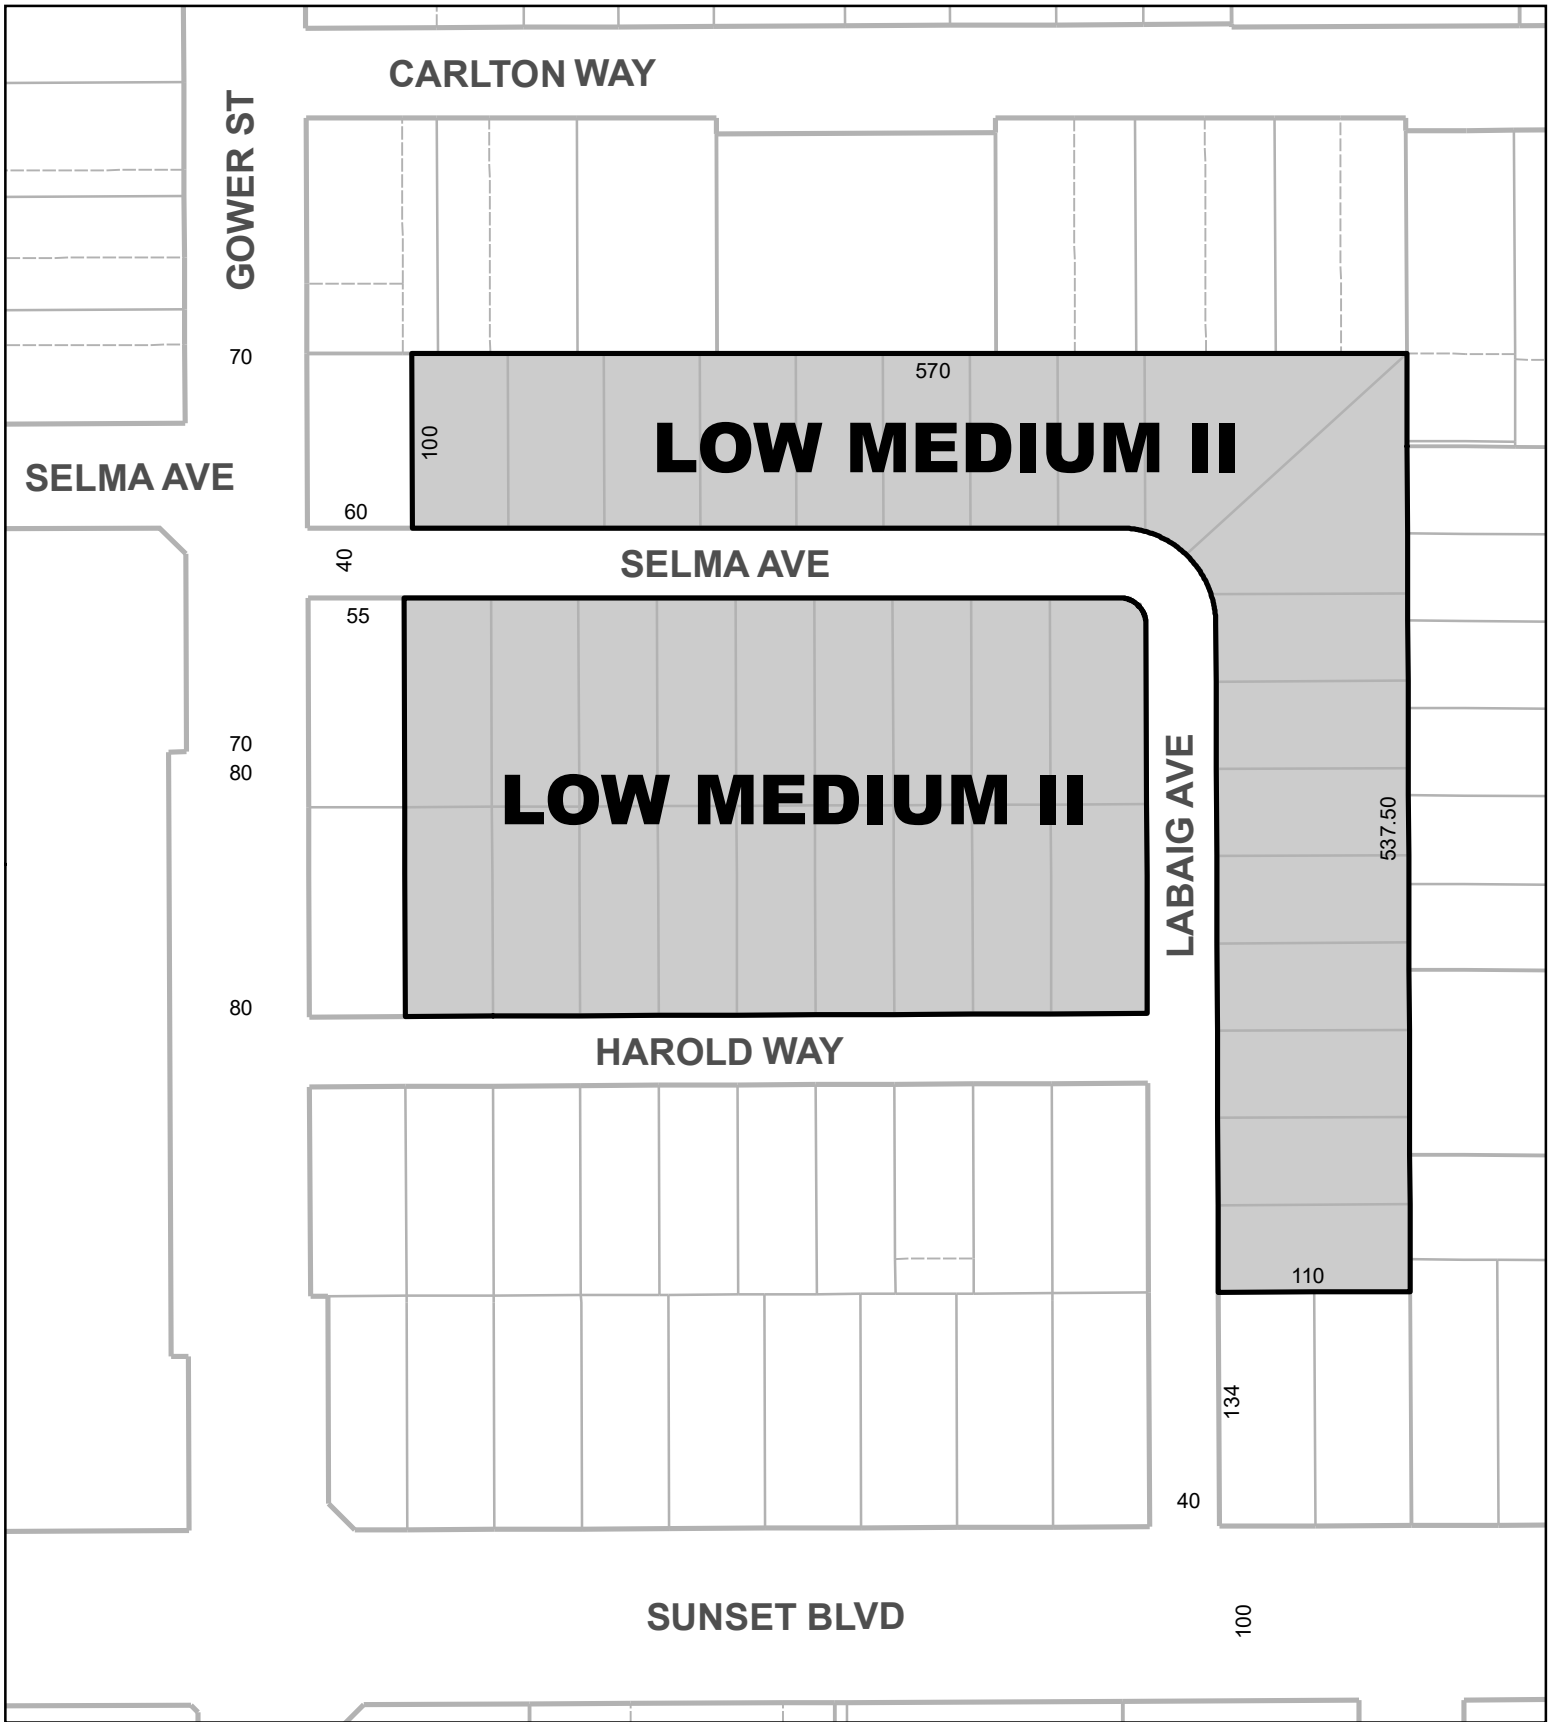 CARLTON WAY
GOWER ST
70
570
100
LOW MEDIUM II
SELMA AVE
60
40
SELMA AVE
55
70
80
LABAIG AVE
LOW MEDIUM II
537.50
80
HAROLD WAY
110
134
40
SUNSET BLVD
100